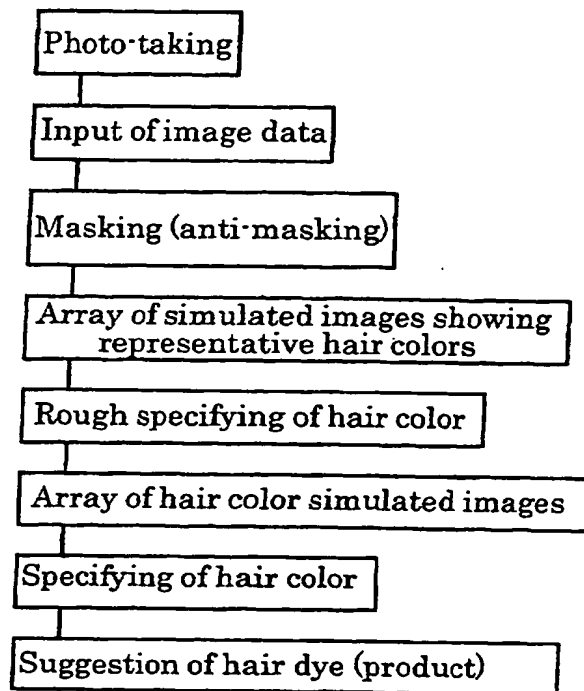 Photo-taking
Input of image data
Masking (anti-masking)
Array of simulated images showing
representative hair colors
Rough specifying of hair color
Array of hair color simulated images
Specifying of hair color
Suggestion of hair dye (product)